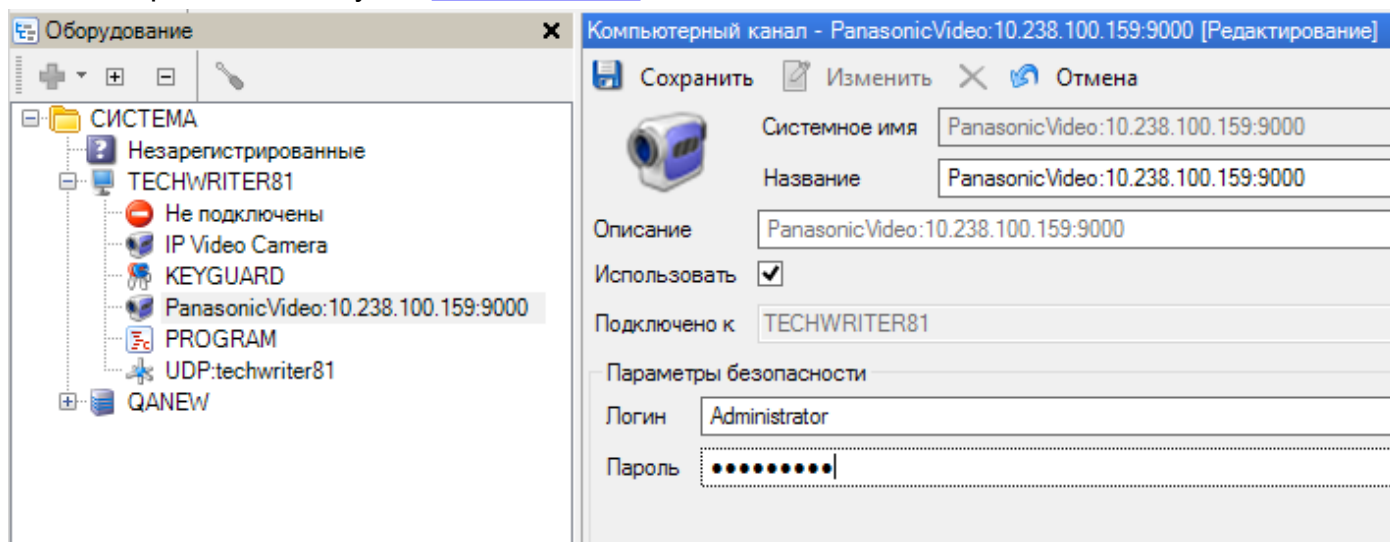 Оборудование
СИСТЕМА
Незарегистрированные
TECHWRITER81
Не подключены
IP Video Camera
KEYGUARD
PanasonicVideo:10.238.100.159:9000
PROGRAM
UDP:techwriter81
QANEW
Компьютерный канал - PanasonicVideo:10.238.100.159:9000 [Редактирование]
Сохранить Изменить Отмена
Системное имя PanasonicVideo:10.238.100.159:9000
Название PanasonicVideo:10.238.100.159:9000
Описание PanasonicVideo:10.238.100.159:9000
Использовать
Подключено к TECHWRITER81
Параметры безопасности
Логин Administrator
Пароль •••••••••